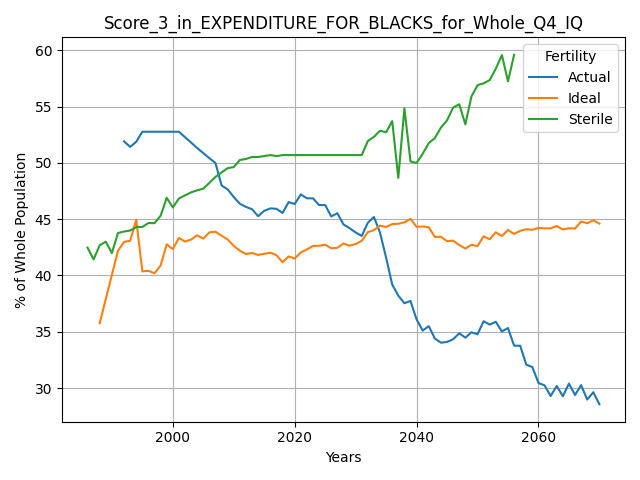 Score_3_in_EXPENDITURE_FOR_BLACKS_for_Whole_Q4_IQ
Fertility
Actual
Ideal
Sterile
% of Whole Population
60
55
50
45
40
35
30
2000
2020
2040
2060
Years